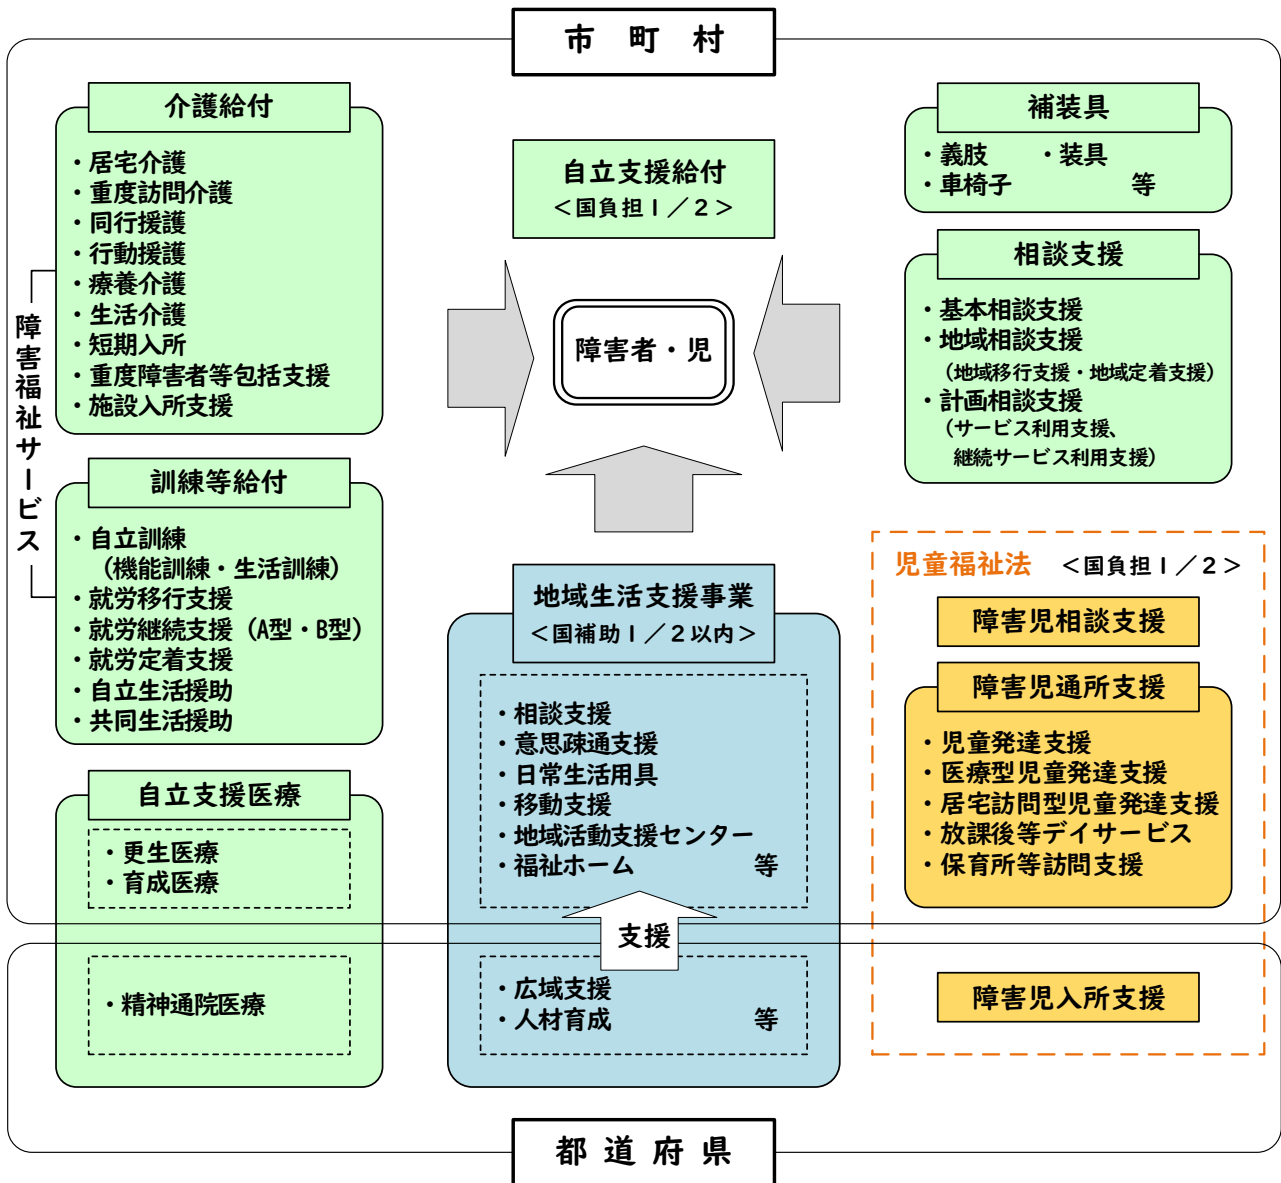 市 町 村
介護給付
・居宅介護
・重度訪問介護
・同行援護
・行動援護
・療養介護
・生活介護
・短期入所
・重度障害者等包括支援
・施設入所支援
障害福祉サービス
訓練等給付
・自立訓練
（機能訓練・生活訓練）
・就労移行支援
・就労継続支援（A型・B型）
・就労定着支援
・自立生活援助
・共同生活援助
自立支援医療
・更生医療
・育成医療
・精神通院医療
自立支援給付
＜国負担１／２＞
障害者・児
地域生活支援事業
＜国補助１／２以内＞
・相談支援
・意思疎通支援
・日常生活用具
・移動支援
・地域活動支援センター
・福祉ホーム 等
支援
・広域支援
・人材育成 等
補装具
・義肢 ・装具
・車椅子 等
相談支援
・基本相談支援
・地域相談支援
（地域移行支援・地域定着支援）
・計画相談支援
（サービス利用支援、
継続サービス利用支援）
児童福祉法 ＜国負担１／２＞
障害児相談支援
障害児通所支援
・児童発達支援
・医療型児童発達支援
・居宅訪問型児童発達支援
・放課後等デイサービス
・保育所等訪問支援
障害児入所支援
都 道 府 県